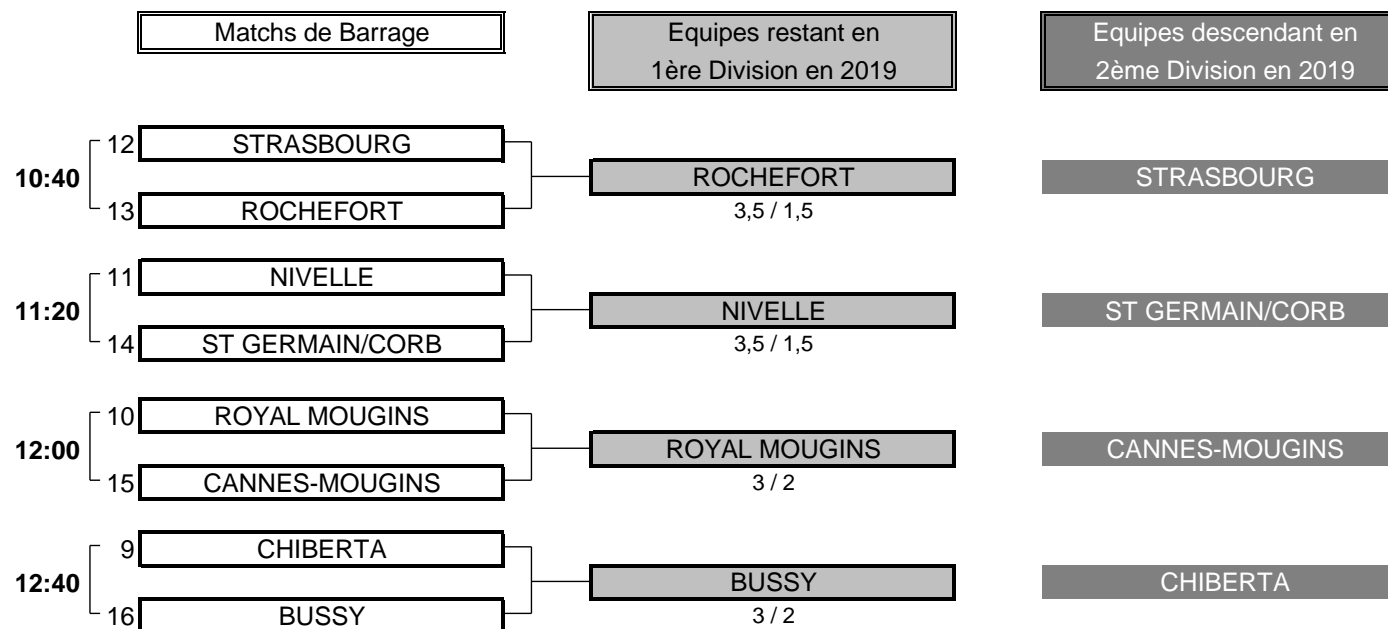 Matchs de Barrage
Equipes restant en
1ère Division en 2019
Equipes descendant en
2ème Division en 2019
12 STRASBOURG
10:40 ROCHEFORT STRASBOURG
13 ROCHEFORT 3,5 / 1,5
11 NIVELLE
11:20 NIVELLE ST GERMAIN/CORB
14 ST GERMAIN/CORB 3,5 / 1,5
10 ROYAL MOUGINS
12:00 ROYAL MOUGINS CANNES-MOUGINS
15 CANNES-MOUGINS 3 / 2
9 CHIBERTA
12:40 BUSSY CHIBERTA
16 BUSSY 3 / 2